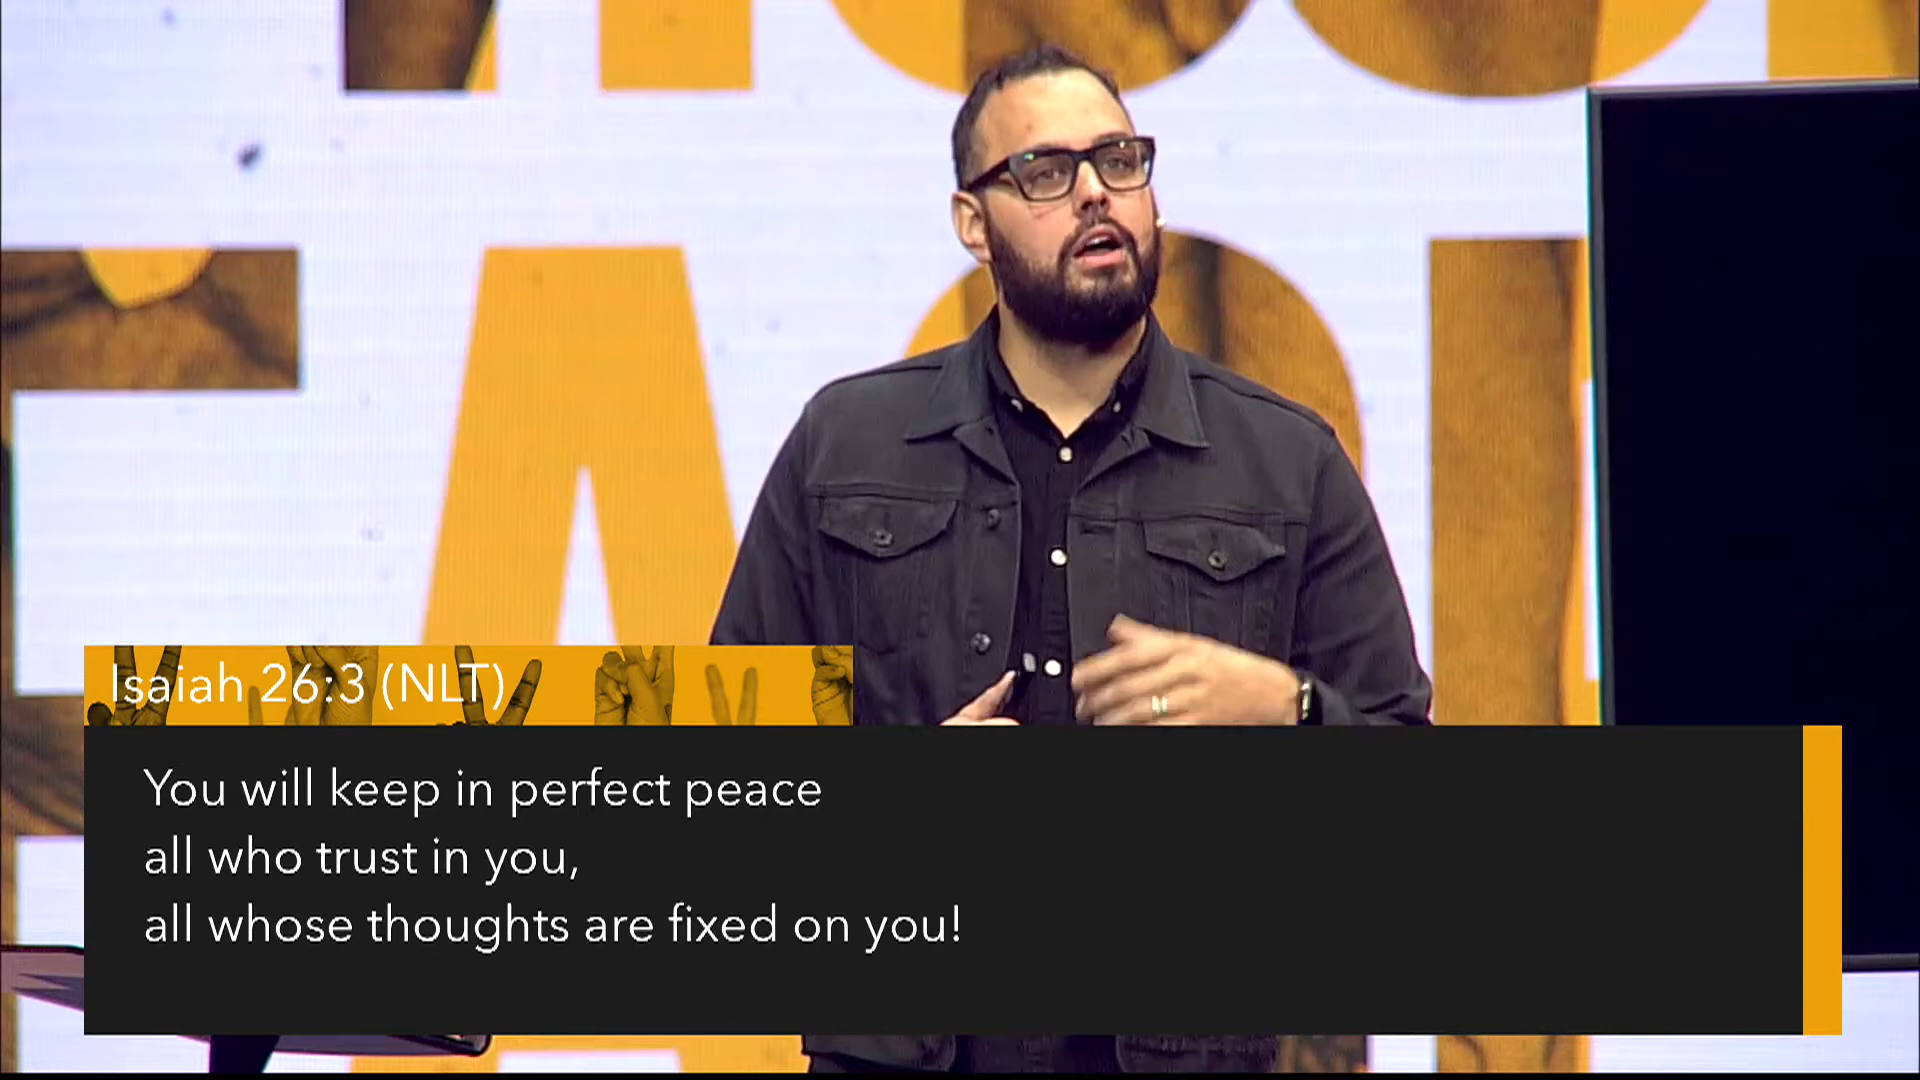 Isaiah 26:3 (NLT)
You will keep in perfect peace
all who trust in you,
all whose thoughts are fixed on you!